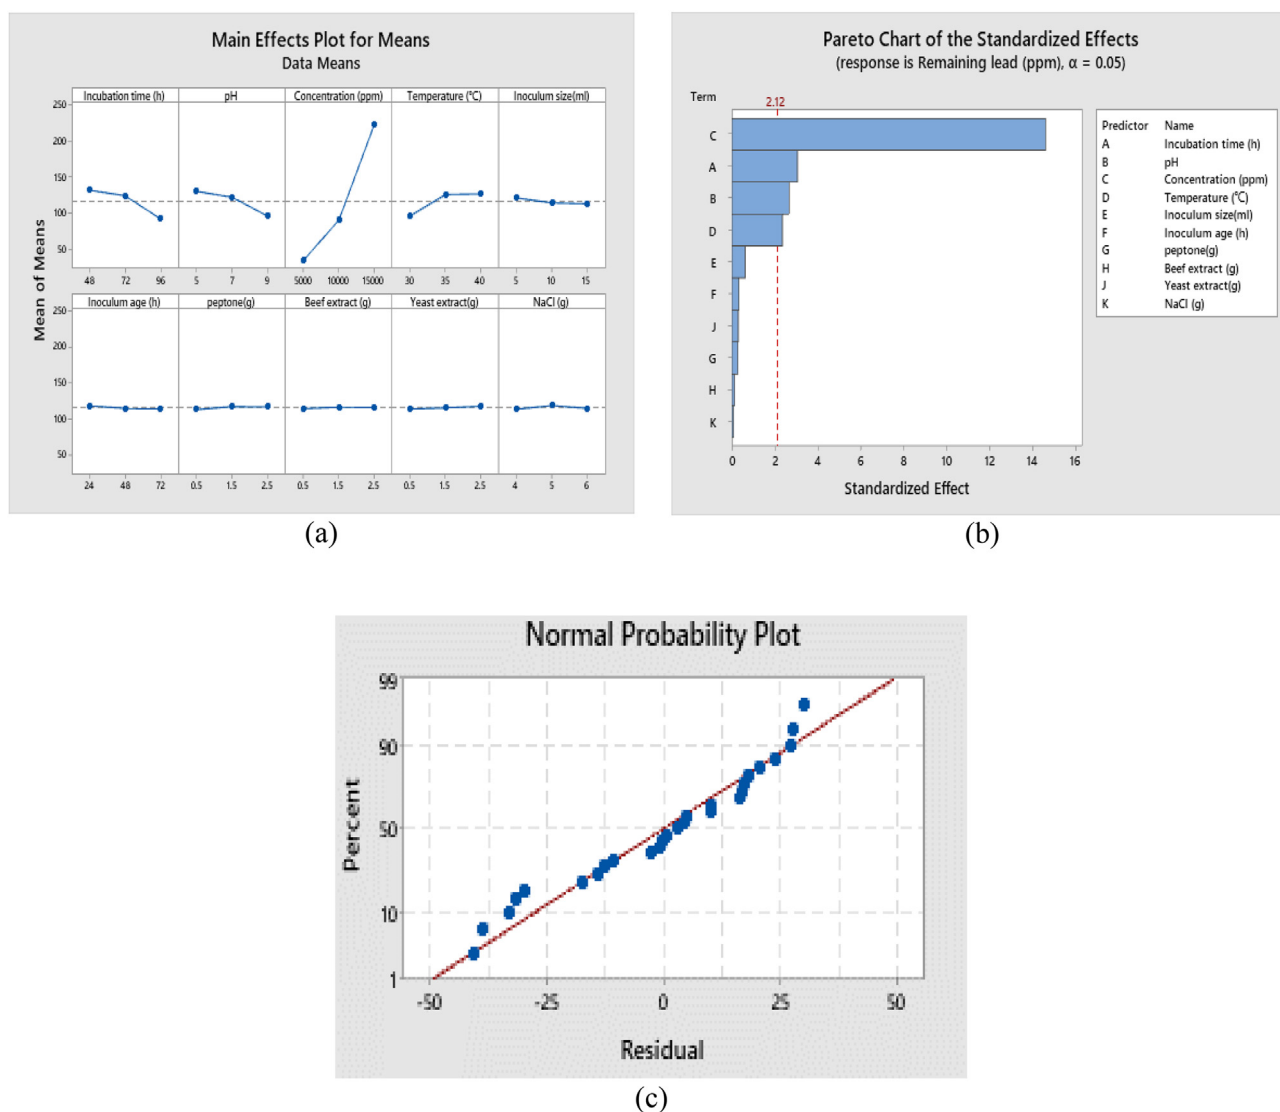 Main Effects Plot for Means
Data Means
Mean of Means
Incubation time (h) pH Concentration (ppm) Temperature (°C) Inoculum size(ml)
250
200
150
100
50
48 72 96 5 7 9 5000 10000 15000 30 35 40 5 10 15
Inoculum age (h) peptone(g) Beef extract (g) Yeast extract(g) NaCl (g)
250
200
150
100
50
24 48 72 0.5 1.5 2.5 0.5 1.5 2.5 0.5 1.5 2.5 4 5 6
(a)
Pareto Chart of the Standardized Effects
(response is Remaining lead (ppm), α = 0.05)
Term
2.12
C
A
B
D
E
F
J
G
H
K
0 2 4 6 8 10 12 14 16
Standardized Effect
Predictor Name
A Incubation time (h)
B pH
C Concentration (ppm)
D Temperature (°C)
E Inoculum size(ml)
F Inoculum age (h)
G peptone(g)
H Beef extract (g)
J Yeast extract(g)
K NaCl (g)
(b)
Normal Probability Plot
Percent
99
90
50
10
1
-50 -25 0 25 50
Residual
(c)